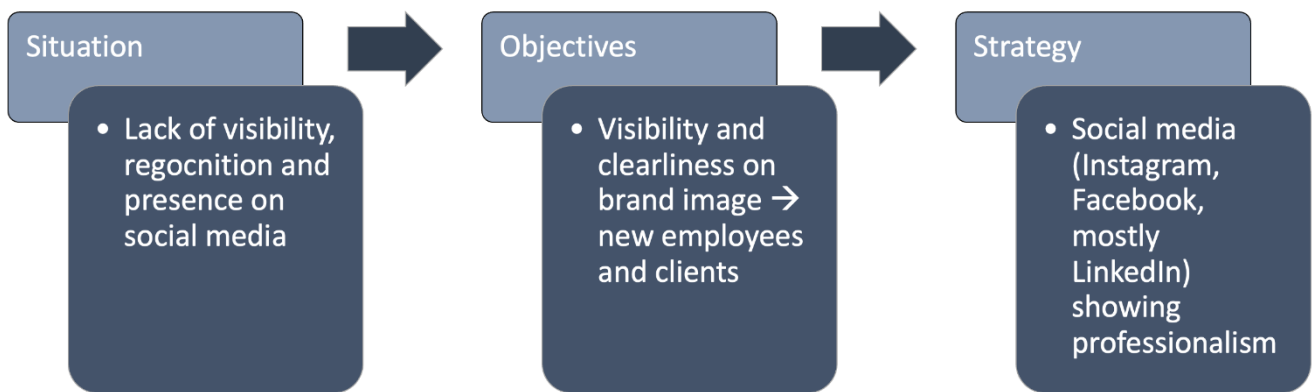 Situation
• Lack of visibility,
regocnition and
presence on
social media
Objectives
• Visibility and
clearliness on
brand image →
new employees
and clients
Strategy
• Social media
(Instagram,
Facebook,
mostly
LinkedIn)
showing
professionalism